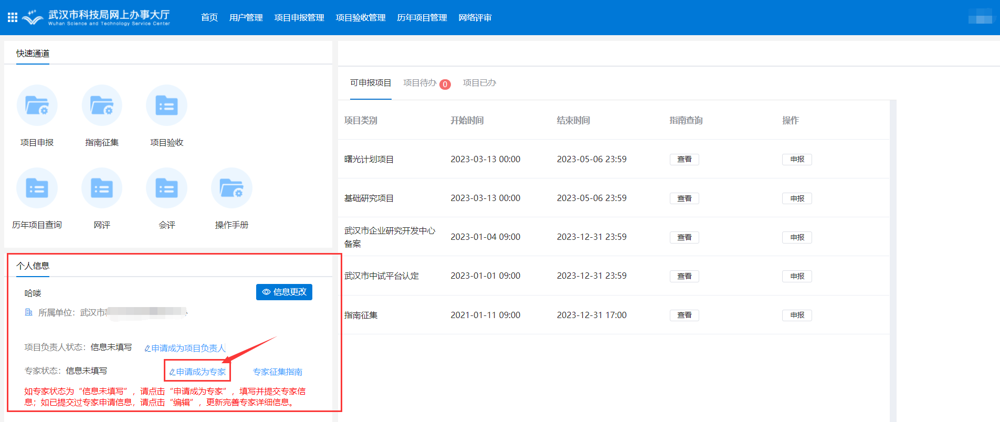 武汉市科技局网上办事大厅
Wuhan Science and Technology Service Center
首页 用户管理 项目申报管理 项目验收管理 历年项目管理 网络评审
快速通道
项目申报 指南征集 项目验收
历年项目查询 网评 会评 操作手册
个人信息
哈喽
信息更改
所属单位：武汉市
项目负责人状态：信息未填写 申请成为项目负责人
专家状态：信息未填写 申请成为专家 专家征集指南
如专家状态为“信息未填写”，请点击“申请成为专家”，填写并提交专家信
息；如已提交过专家申请信息，请点击“编辑”，更新完善专家详细信息。
可申报项目 项目待办 0 项目已办
项目类别 开始时间 结束时间 指南查询 操作
曙光计划项目 2023-03-13 00:00 2023-05-06 23:59 查看 申报
基础研究项目 2023-03-13 00:00 2023-05-06 23:59 查看 申报
武汉市企业研究开发中心
备案 2023-01-04 09:00 2023-12-31 23:59 查看 申报
武汉市中试平台认定 2023-01-01 09:00 2023-12-31 23:59 查看 申报
指南征集 2021-01-11 09:00 2023-12-31 17:00 查看 申报